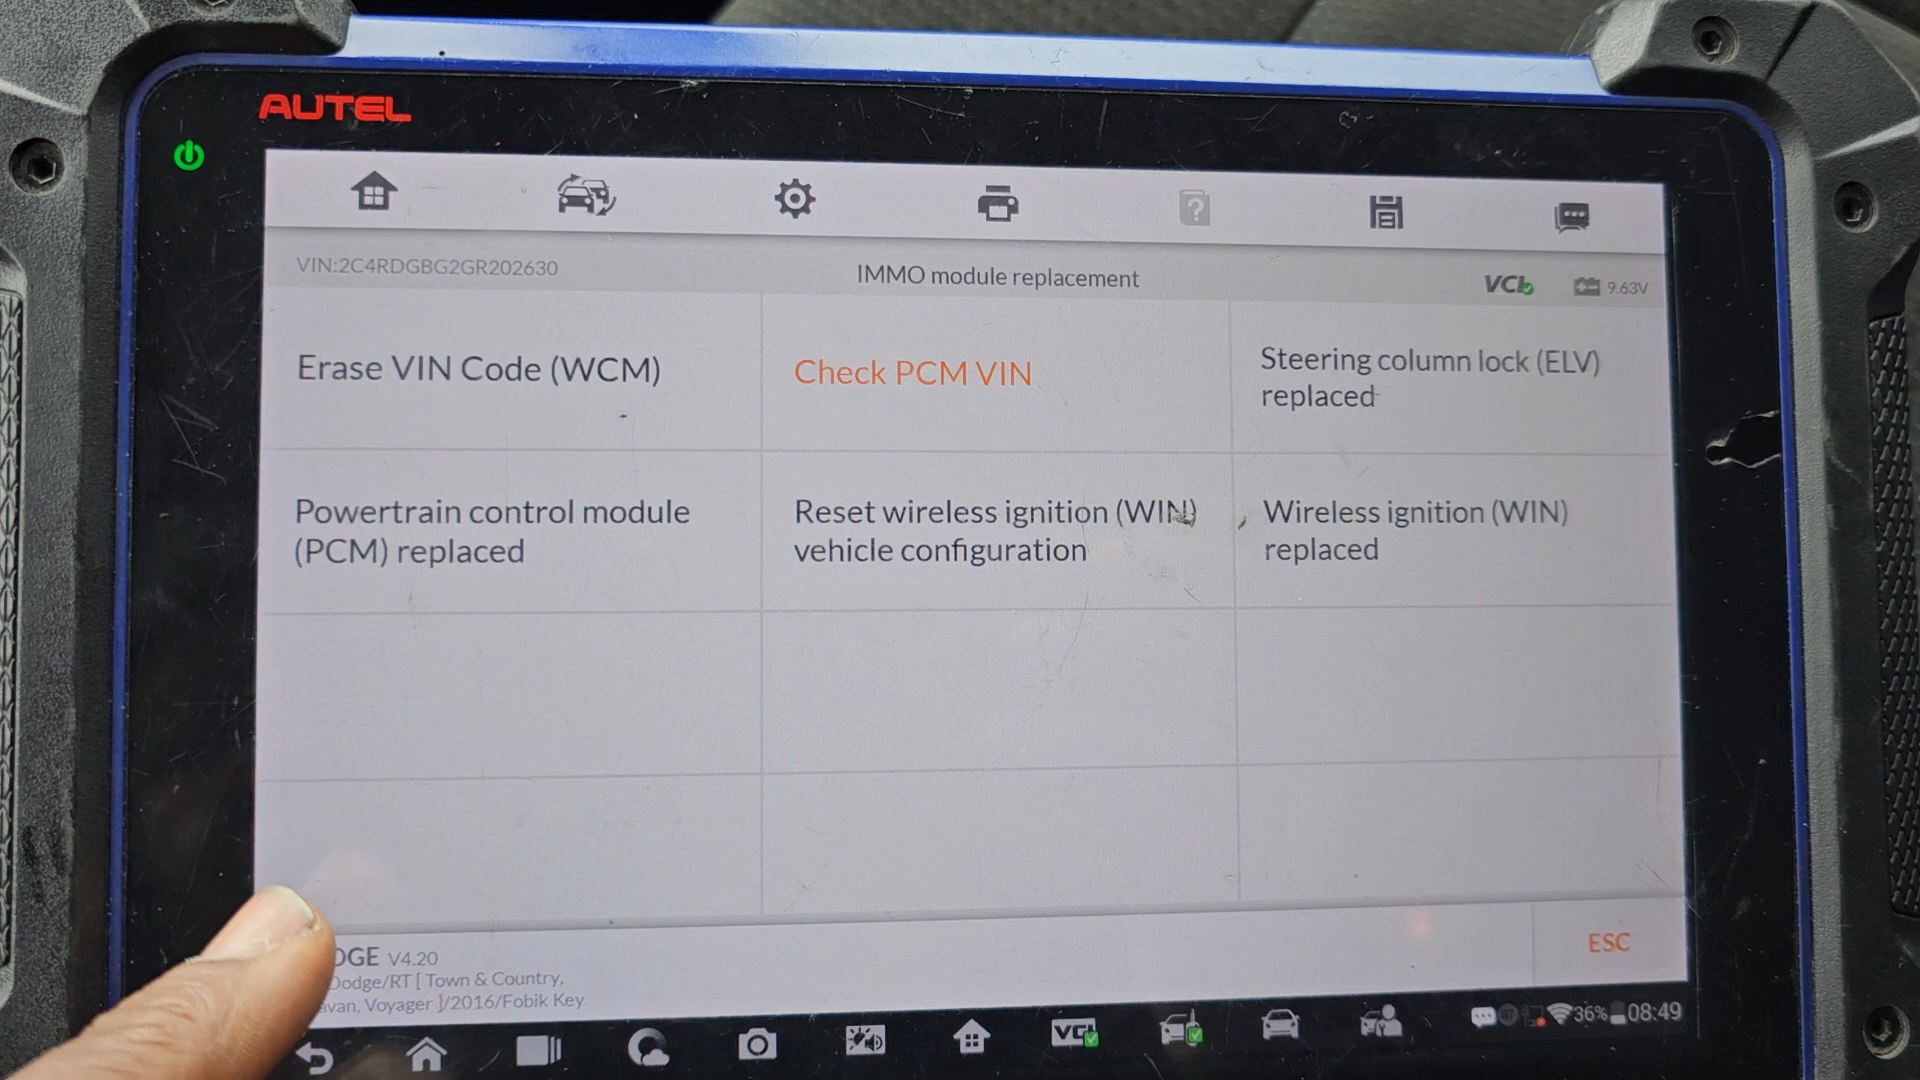 AUTEL
VIN:2C4RDGBG2GR202630
IMMO module replacement
VCI
9.63V
Erase VIN Code (WCM)
Check PCM VIN
Steering column lock (ELV)
replaced
Powertrain control module
(PCM) replaced
Reset wireless ignition (WIN)
vehicle configuration
Wireless ignition (WIN)
replaced
DGE V4.20
Dodge/RT [ Town & Country,
avan, Voyager ]/2016/Fobik Key
ESC
VCI
36%
08:49